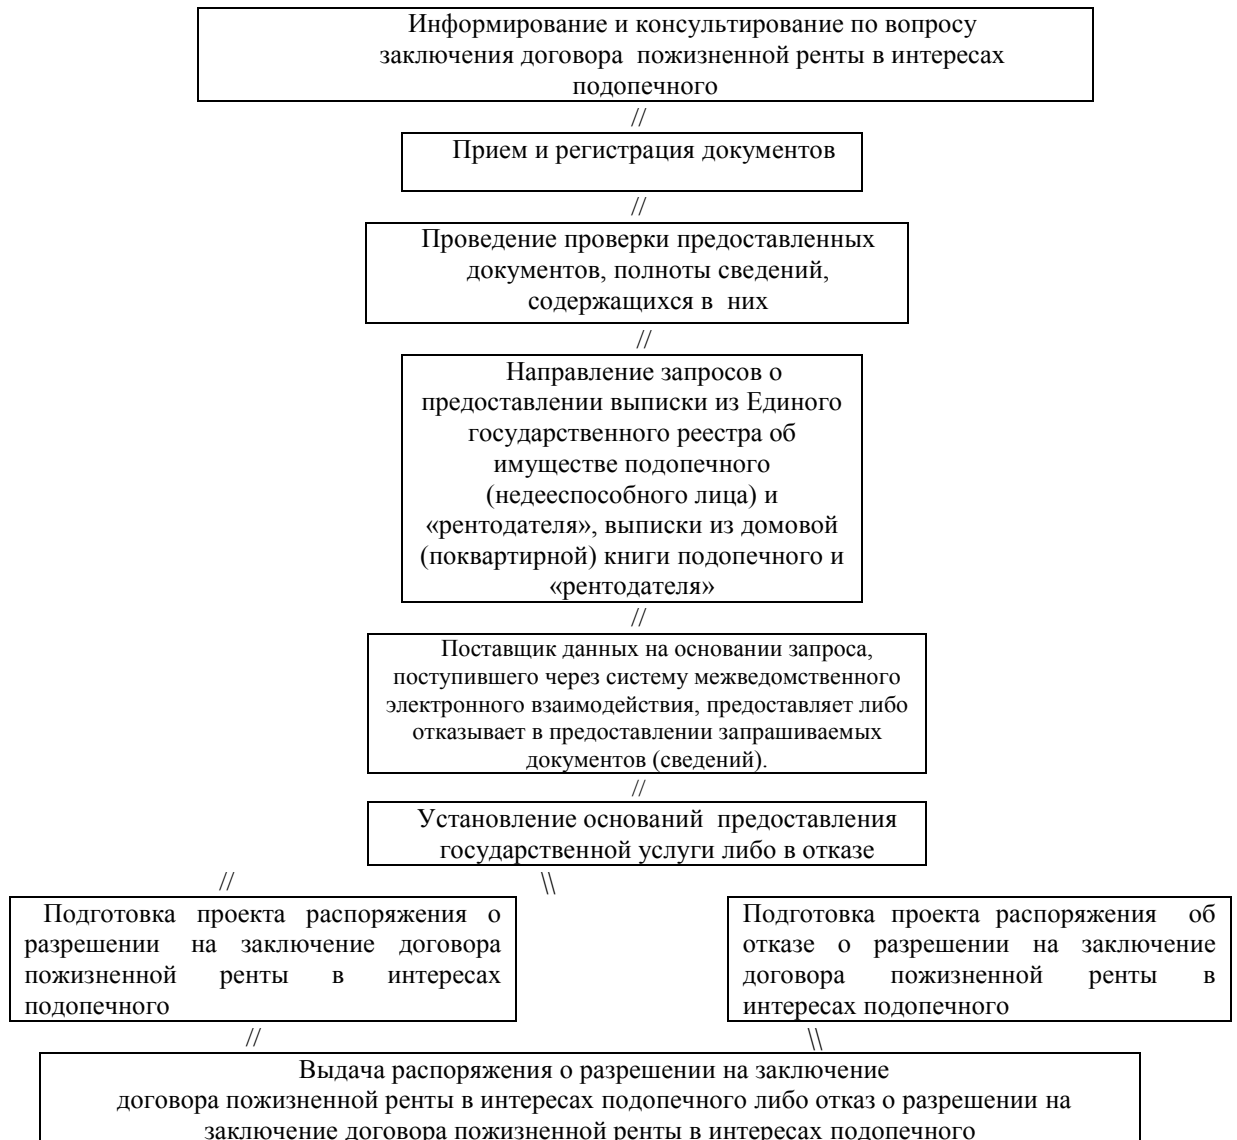 Информирование и консультирование по вопросу
заключения договора пожизненной ренты в интересах
подопечного
//
Прием и регистрация документов
//
Проведение проверки предоставленных
документов, полноты сведений,
содержащихся в них
//
Направление запросов о
предоставлении выписки из Единого
государственного реестра об
имуществе подопечного
(недееспособного лица) и
«рентодателя», выписки из домовой
(поквартирной) книги подопечного и
«рентодателя»
//
Поставщик данных на основании запроса,
поступившего через систему межведомственного
электронного взаимодействия, предоставляет либо
отказывает в предоставлении запрашиваемых
документов (сведений).
//
Установление оснований предоставления
государственной услуги либо в отказе
// \\
Подготовка проекта распоряжения о
разрешении на заключение договора
пожизненной ренты в интересах
подопечного
Подготовка проекта распоряжения об
отказе о разрешении на заключение
договора пожизненной ренты в
интересах подопечного
// \\
Выдача распоряжения о разрешении на заключение
договора пожизненной ренты в интересах подопечного либо отказ о разрешении на
заключение договора пожизненной ренты в интересах подопечного